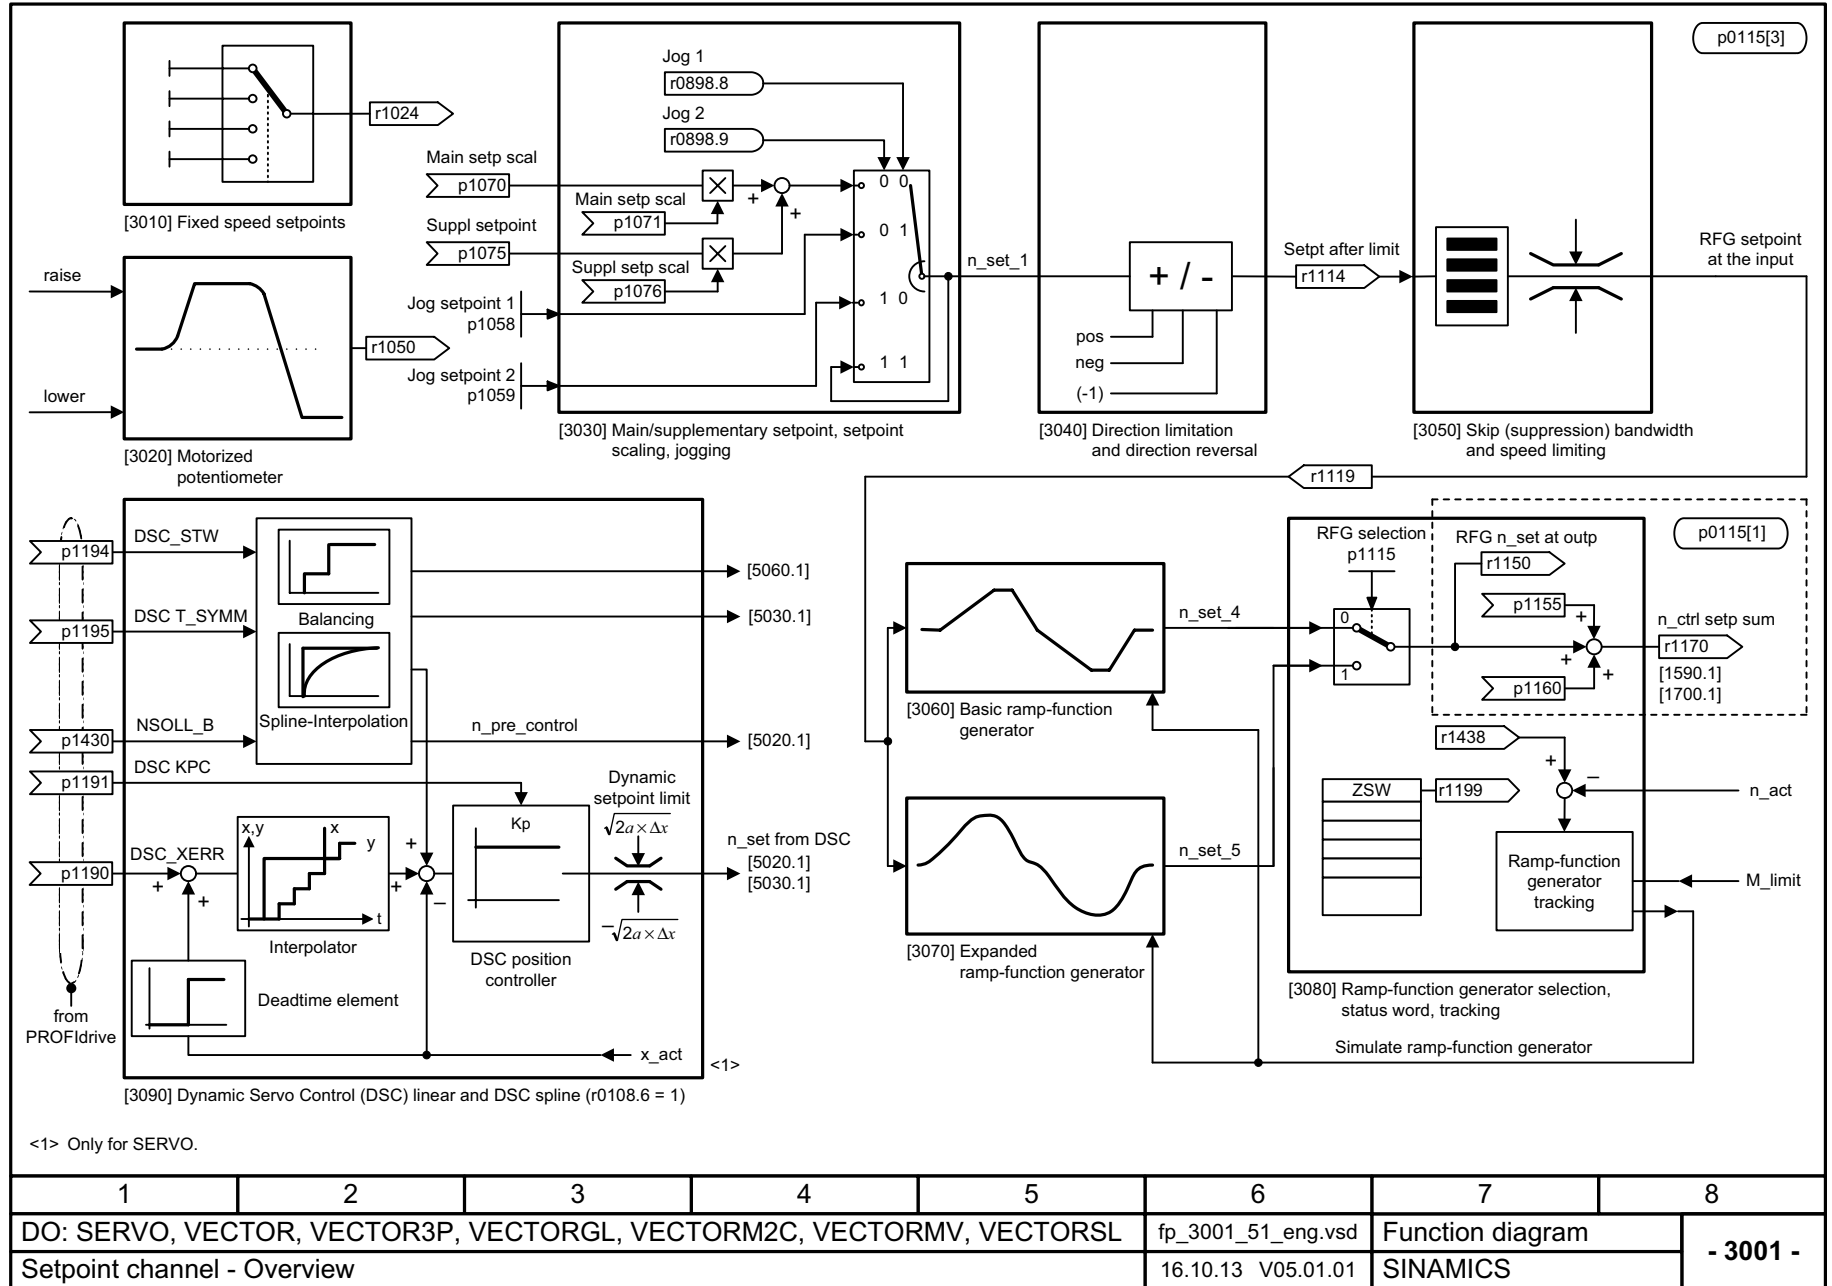 p0115[3]
r1024
[3010] Fixed speed setpoints
raise
lower
r1050
[3020] Motorized
potentiometer
Jog 1
r0898.8
Jog 2
r0898.9
Main setp scal
p1070
Main setp scal
p1071
Suppl setpoint
p1075
Suppl setp scal
p1076
Jog setpoint 1
p1058
Jog setpoint 2
p1059
+
+
0 0
0 1
1 0
1 1
[3030] Main/supplementary setpoint, setpoint
scaling, jogging
n_set_1
+ / -
pos
neg
(-1)
[3040] Direction limitation
and direction reversal
Setpt after limit
r1114
[3050] Skip (suppression) bandwidth
and speed limiting
RFG setpoint
at the input
r1119
p1194
DSC_STW
p1195
DSC T_SYMM
p1430
NSOLL_B
p1191
DSC KPC
p1190
DSC_XERR
+
+
from
PROFIdrive
Balancing
Spline-Interpolation
[5060.1]
[5030.1]
n_pre_control
[5020.1]
x,y
x
y
t
Interpolator
+
+
–
Kp
DSC position
controller
Dynamic
setpoint limit
√2a × Δx
–√2a × Δx
n_set from DSC
[5020.1]
[5030.1]
Deadtime element
x_act
<1>
[3090] Dynamic Servo Control (DSC) linear and DSC spline (r0108.6 = 1)
<1> Only for SERVO.
n_set_4
[3060] Basic ramp-function
generator
n_set_5
[3070] Expanded
ramp-function generator
RFG selection
p1115
0
1
RFG n_set at outp
r1150
p1155
+
+
p1160
+
p0115[1]
n_ctrl setp sum
r1170
[1590.1]
[1700.1]
r1438
+
–
n_act
ZSW
r1199
Ramp-function
generator
tracking
M_limit
[3080] Ramp-function generator selection,
status word, tracking
Simulate ramp-function generator
1 2 3 4 5 6 7 8
DO: SERVO, VECTOR, VECTOR3P, VECTORGL, VECTORM2C, VECTORMV, VECTORSL
fp_3001_51_eng.vsd
Function diagram
- 3001 -
Setpoint channel - Overview
16.10.13 V05.01.01
SINAMICS